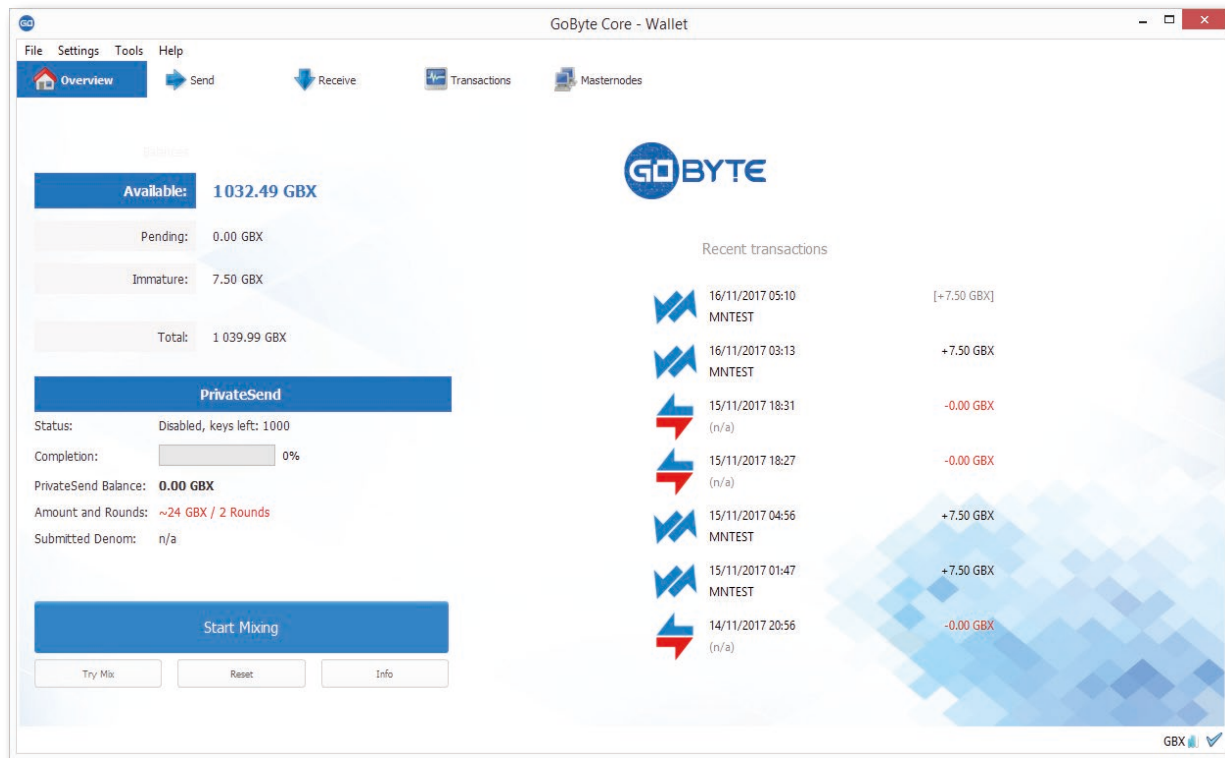 GoByte Core - Wallet
File Settings Tools Help
Overview Send Receive Transactions Masternodes
Balances
Available: 1 032.49 GBX
Pending: 0.00 GBX
Immature: 7.50 GBX
Total: 1 039.99 GBX
PrivateSend
Status: Disabled, keys left: 1000
Completion: 0%
PrivateSend Balance: 0.00 GBX
Amount and Rounds: ~24 GBX / 2 Rounds
Submitted Denom: n/a
Start Mixing
Try Mix Reset Info
GOBYTE
Recent transactions
16/11/2017 05:10 [+7.50 GBX]
MNTEST
16/11/2017 03:13 +7.50 GBX
MNTEST
15/11/2017 18:31 -0.00 GBX
(n/a)
15/11/2017 18:27 -0.00 GBX
(n/a)
15/11/2017 04:56 +7.50 GBX
MNTEST
15/11/2017 01:47 +7.50 GBX
MNTEST
14/11/2017 20:56 -0.00 GBX
(n/a)
GBX